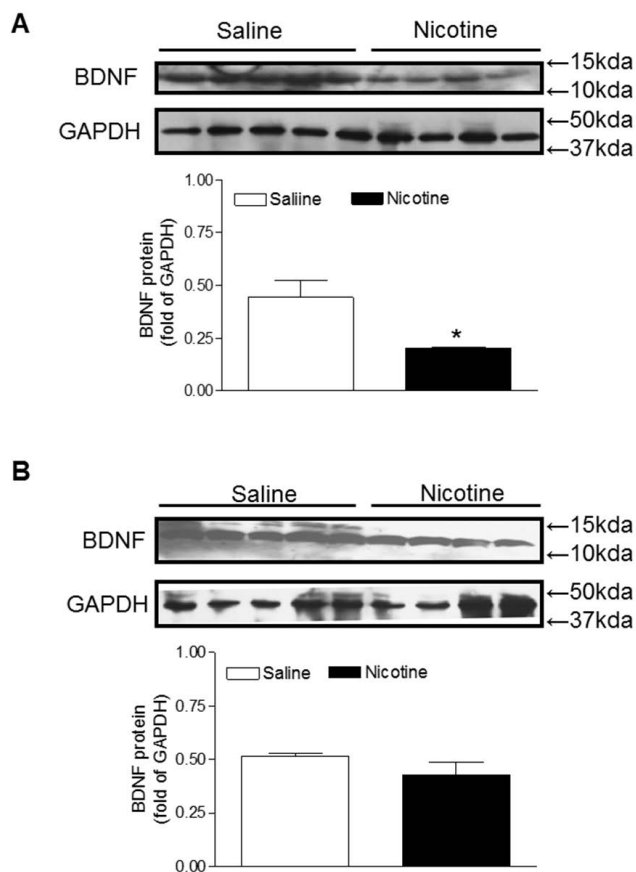 A
Saline Nicotine
BDNF ←15kda
←10kda
GAPDH ←50kda
←37kda
1.00
Saliine Nicotine
0.75
BDNF protein
(fold of GAPDH)
0.50
*
0.25
0.00
B
Saline Nicotine
BDNF ←15kda
←10kda
GAPDH ←50kda
←37kda
1.00
Saline Nicotine
0.75
BDNF protein
(fold of GAPDH)
0.50
0.25
0.00